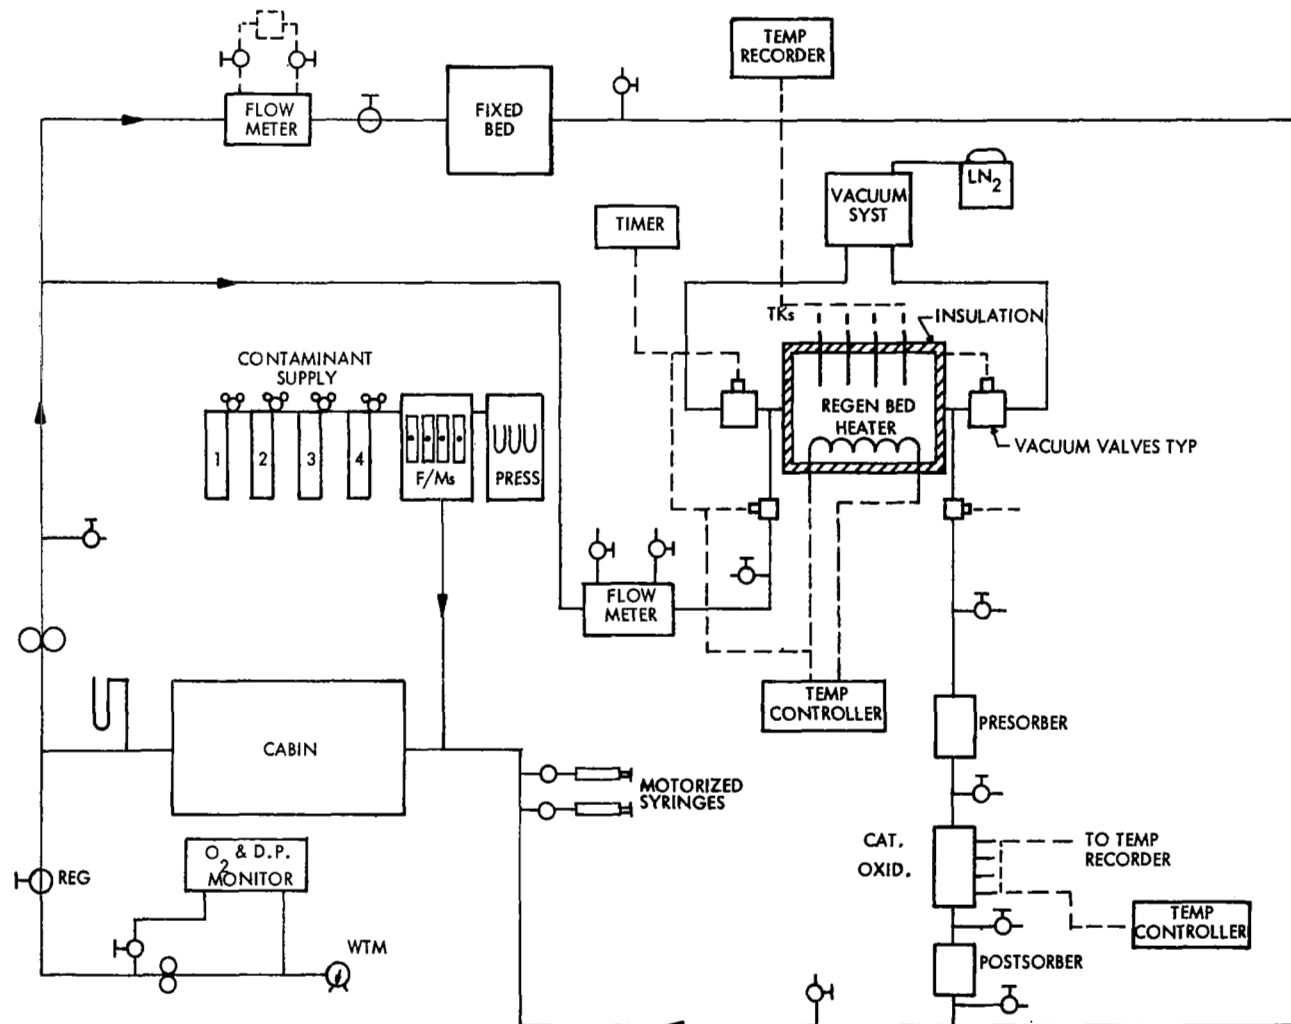 TEMP
RECORDER
FLOW
METER
FIXED
BED
LN2
VACUUM
SYST
TIMER
TKs
INSULATION
CONTAMINANT
SUPPLY
REGEN BED
HEATER
VACUUM VALVES TYP
1
2
3
4
F/Ms
PRESS
FLOW
METER
TEMP
CONTROLLER
PRESORBER
CABIN
MOTORIZED
SYRINGES
CAT.
OXID.
TO TEMP
RECORDER
O2 & D.P.
MONITOR
REG
TEMP
CONTROLLER
WTM
POSTSORBER